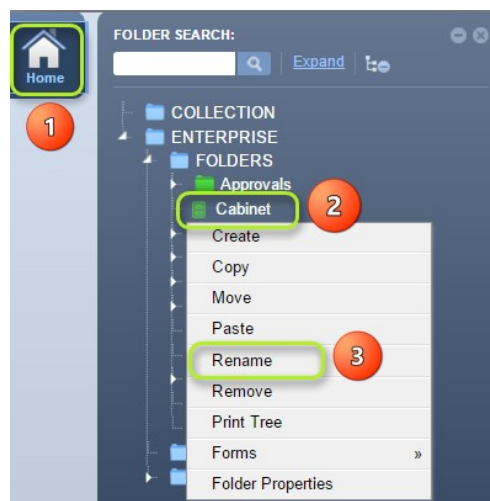 Home
1
FOLDER SEARCH:
Expand
COLLECTION
ENTERPRISE
FOLDERS
Approvals
Cabinet
2
Create
Copy
Move
Paste
Rename
3
Remove
Print Tree
Forms »
Folder Properties